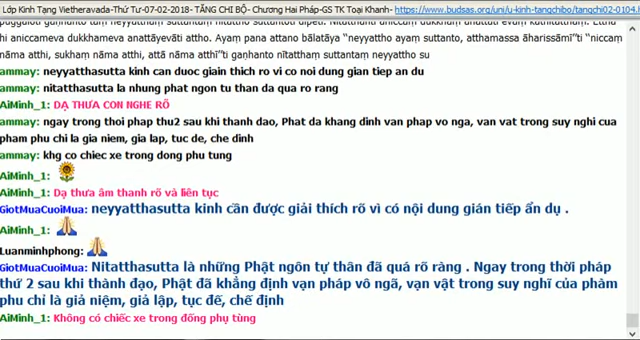 Lớp Kinh Tạng Vietheravada-Thứ Tư-07-02-2018- TĂNG CHI BỘ- Chương Hai Pháp-GS TK Toại Khanh- https://www.budsas.org/uni/u-kinh-tangchibo/tangchi02-0104.h
hi aniccameva dukkhameva anattāyevāti attho. Ayaṃ pana attano bālatāya ‘‘neyyattho ayaṃ suttanto, atthamassa āharissāmī’’ti ‘‘niccaṃ
nāma atthi, sukhaṃ nāma atthi, attā nāma atthī’’ti gaṇhanto nītatthaṃ suttantaṃ neyyattho su
ammay: neyyatthasutta kinh can duoc giain thich ro vi co noi dung gian tiep an du
ammay: nitatthasutta la nhung phat ngon tu than da qua ro rang
AiMinh_1: DẠ THƯA CON NGHE RÕ
ammay: ngay trong thoi phap thu2 sau khi thanh dao, Phat da khang dinh van phap vo nga, van vat trong suy nghi cua
pham phu chi la gia niem, gia lap, tuc de, che dinh
ammay: khg co chiec xe trong dong phu tung
AiMinh_1:
AiMinh_1: Dạ thưa âm thanh rõ và liên tục
GiotMuaCuoiMua: neyyatthasutta kinh cần được giải thích rõ vì có nội dung gián tiếp ẩn dụ .
AiMinh_1:
Luanminhphong:
GiotMuaCuoiMua: Nitatthasutta là những Phật ngôn tự thân đã quá rõ ràng . Ngay trong thời pháp
thứ 2 sau khi thành đạo, Phật đã khẳng định vạn pháp vô ngã, vạn vật trong suy nghĩ của phàm
phu chỉ là giả niệm, giả lập, tục đế, chế định
AiMinh_1: Không có chiếc xe trong đống phụ tùng